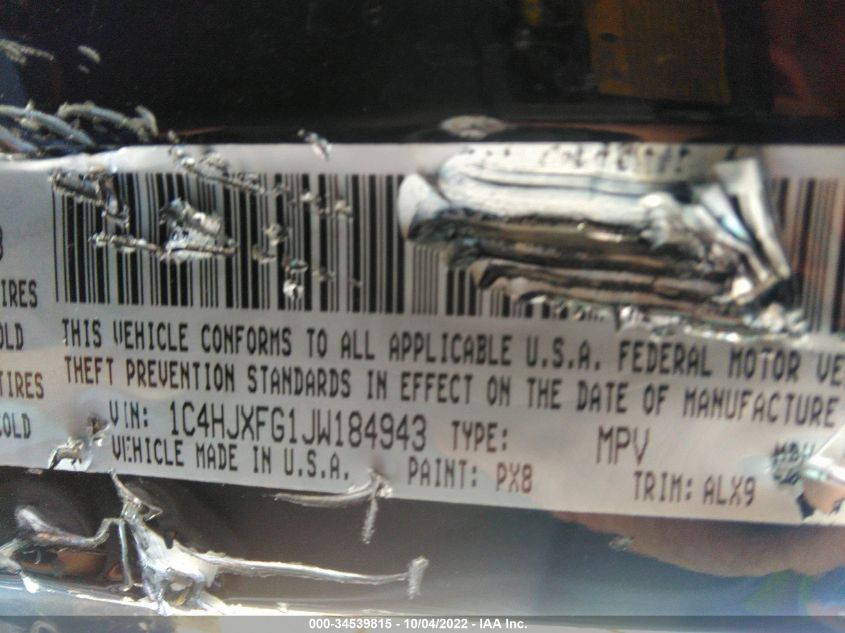 IRES
OLD
TIRES
COLD
THIS VEHICLE CONFORMS TO ALL APPLICABLE U.S.A. FEDERAL MOTOR VE
THEFT PREVENTION STANDARDS IN EFFECT ON THE DATE OF MANUFACTURE
VIN: 1C4HJXFG1JW184943 TYPE: MPV
VEHICLE MADE IN U.S.A. PAINT: PX8 TRIM: ALX9
000-34539815 - 10/04/2022 - IAA Inc.